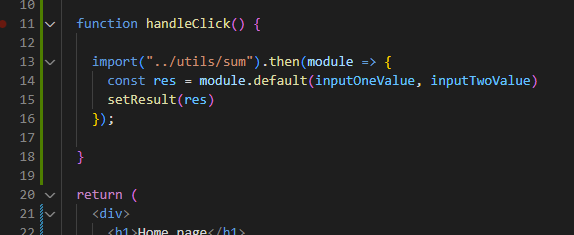 10
11 function handleClick() {
12
13 import("../utils/sum").then(module => {
14 const res = module.default(inputOneValue, inputTwoValue)
15 setResult(res)
16 });
17
18 }
19
20 return (
21 <div>
22 <h1>Home page</h1>